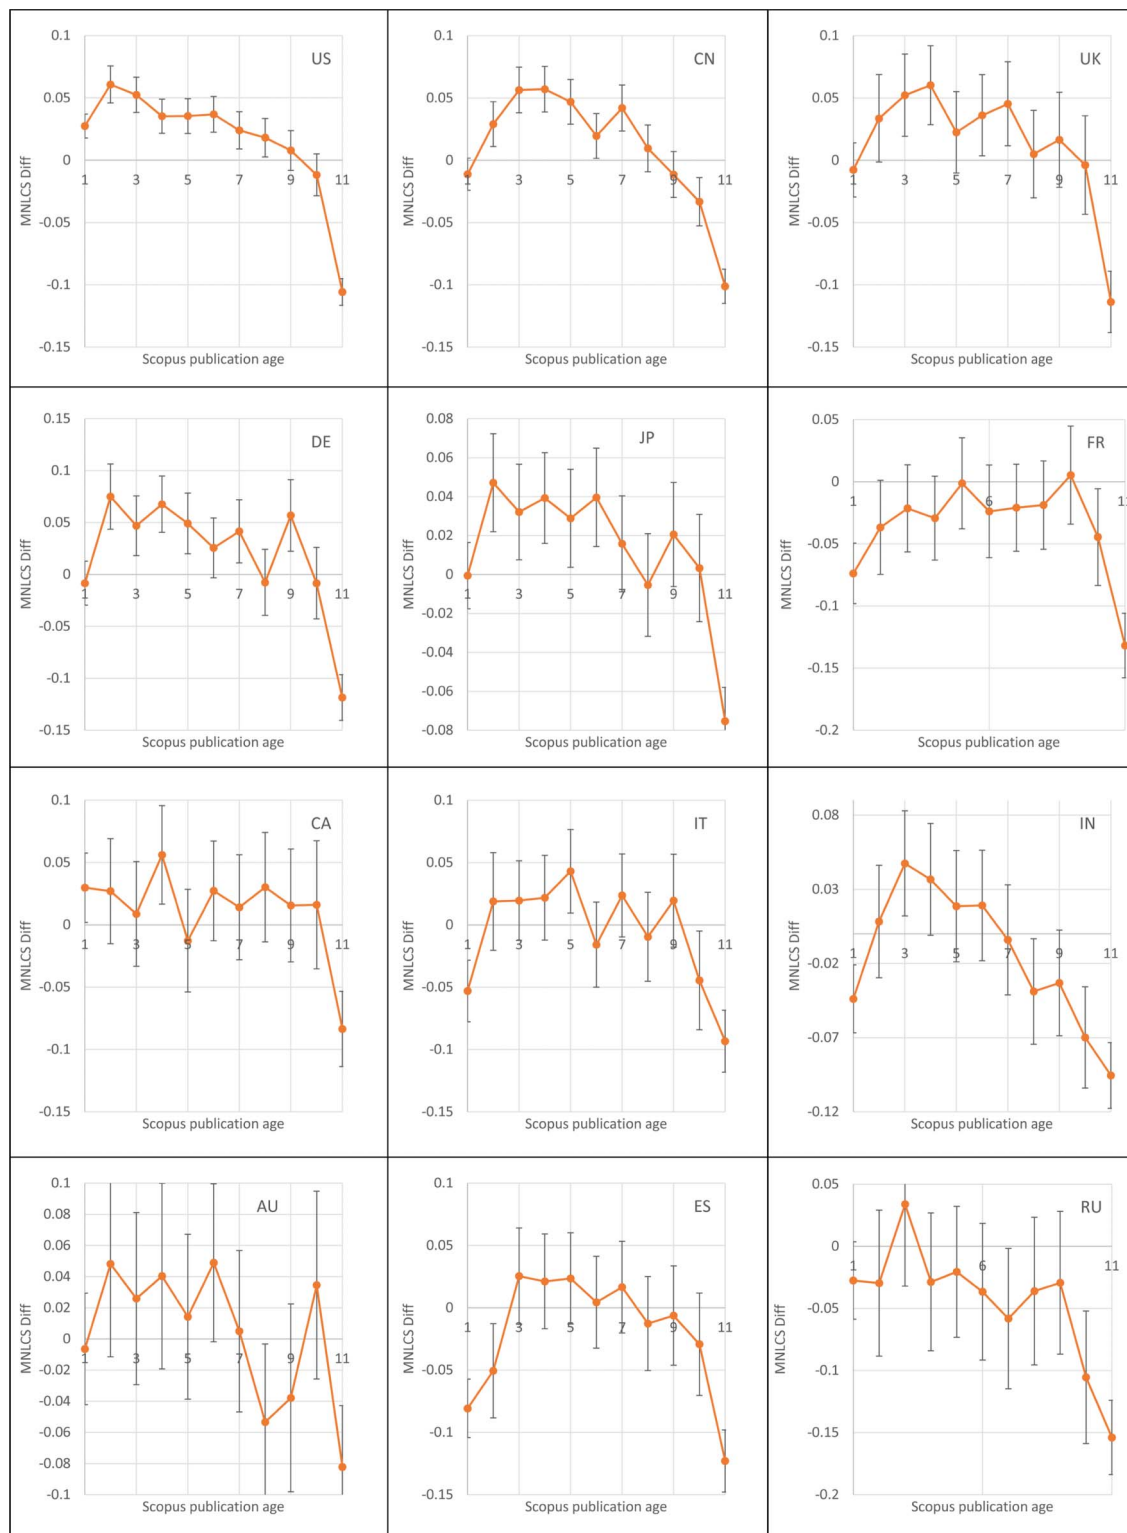 US
MNLCS Diff
0.1
0.05
0
-0.05
-0.1
-0.15
1 3 5 7 9 11
Scopus publication age
CN
MNLCS Diff
0.1
0.05
0
-0.05
-0.1
-0.15
1 3 5 7 9 11
Scopus publication age
UK
MNLCS Diff
0.1
0.05
0
-0.05
-0.1
-0.15
1 3 5 7 9 11
Scopus publication age
DE
MNLCS Diff
0.15
0.1
0.05
0
-0.05
-0.1
-0.15
1 3 5 7 9 11
Scopus publication age
JP
MNLCS Diff
0.08
0.06
0.04
0.02
0
-0.02
-0.04
-0.06
-0.08
1 3 5 7 9 11
Scopus publication age
FR
MNLCS Diff
0.05
0
-0.05
-0.1
-0.15
-0.2
1 6 11
Scopus publication age
CA
MNLCS Diff
0.1
0.05
0
-0.05
-0.1
-0.15
1 3 5 7 9 11
Scopus publication age
IT
MNLCS Diff
0.1
0.05
0
-0.05
-0.1
-0.15
1 3 5 7 9 11
Scopus publication age
IN
MNLCS Diff
0.08
0.03
-0.02
-0.07
-0.12
1 3 5 7 9 11
Scopus publication age
AU
MNLCS Diff
0.1
0.08
0.06
0.04
0.02
0
-0.02
-0.04
-0.06
-0.08
-0.1
1 3 5 7 9 11
Scopus publication age
ES
MNLCS Diff
0.1
0.05
0
-0.05
-0.1
-0.15
1 3 5 7 9 11
Scopus publication age
RU
MNLCS Diff
0.05
0
-0.05
-0.1
-0.15
-0.2
1 6 11
Scopus publication age